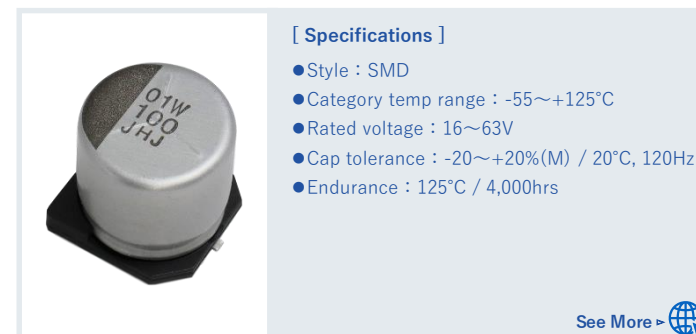 01W
100
JHJ
[ Specifications ]
●Style：SMD
●Category temp range：-55～+125°C
●Rated voltage：16～63V
●Cap tolerance：-20～+20%(M) / 20°C, 120Hz
●Endurance：125°C / 4,000hrs
See More ▻